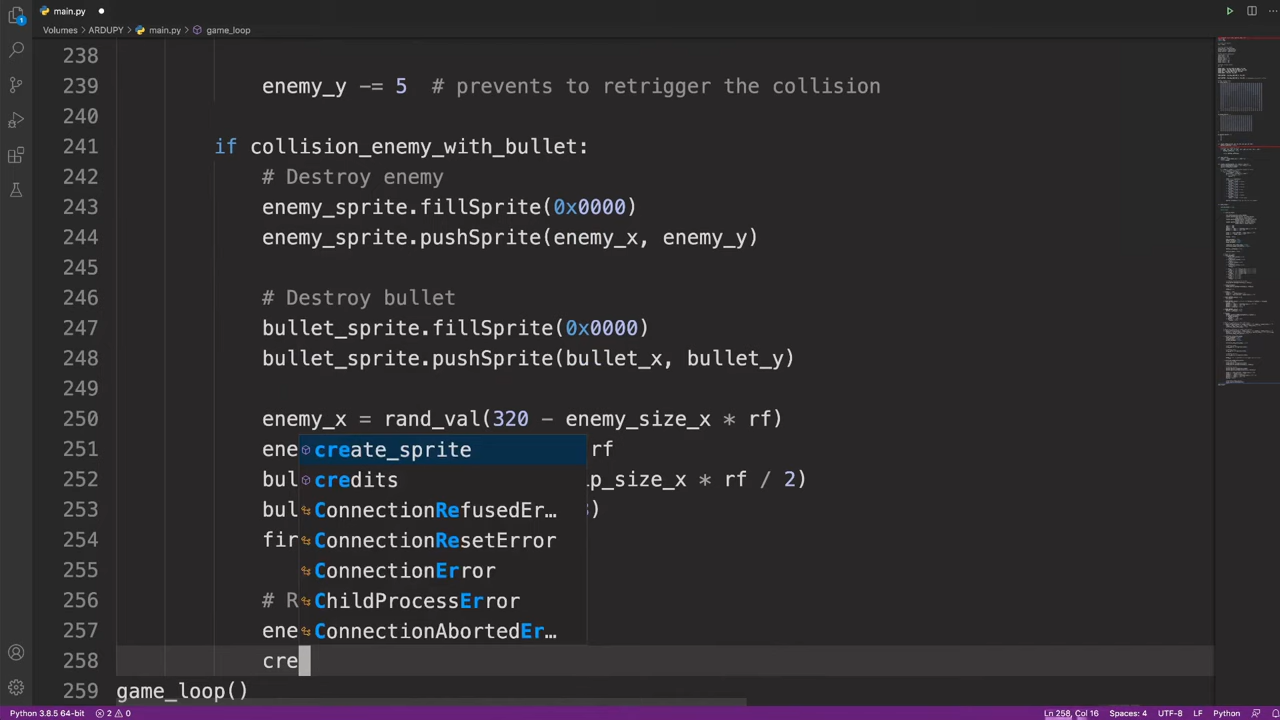 main.py
Volumes ARDUPY main.py game_loop
238
239 enemy_y -= 5 # prevents to retrigger the collision
240
241 if collision_enemy_with_bullet:
242 # Destroy enemy
243 enemy_sprite.fillSprite(0x0000)
244 enemy_sprite.pushSprite(enemy_x, enemy_y)
245
246 # Destroy bullet
247 bullet_sprite.fillSprite(0x0000)
248 bullet_sprite.pushSprite(bullet_x, bullet_y)
249
250 enemy_x = rand_val(320 - enemy_size_x * rf)
251 ene create_sprite rf
252 bul credits p_size_x * rf / 2)
253 bul ConnectionRefusedEr… )
254 fir ConnectionResetError
255 ConnectionError
256 # R ChildProcessError
257 ene ConnectionAbortedEr…
258 cre
259 game_loop()
Python 3.8.5 64-bit 2 0 Ln 258, Col 16 Spaces: 4 UTF-8 LF Python
1